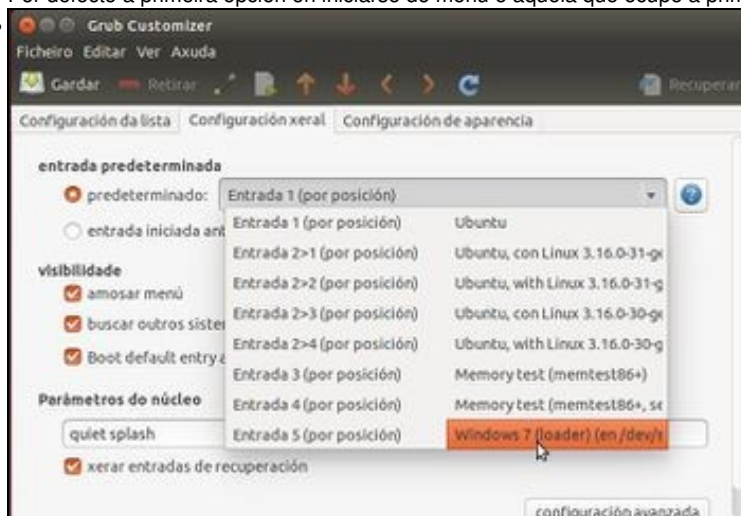 Grub Customizer
Ficheiro Editar Ver Axuda
Gardar Retirar Recuperar
Configuración da lista Configuración xeral Configuración de aparencia
entrada predeterminada
predeterminado: Entrada 1 (por posición)
entrada iniciada ant
Entrada 1 (por posición) Ubuntu
Entrada 2>1 (por posición) Ubuntu, con Linux 3.16.0-31-ge
visibilidade
Entrada 2>2 (por posición) Ubuntu, with Linux 3.16.0-31-g
amosar menú
Entrada 2>3 (por posición) Ubuntu, con Linux 3.16.0-30-ge
buscar outros siste
Entrada 2>4 (por posición) Ubuntu, with Linux 3.16.0-30-g
Boot default entry a
Entrada 3 (por posición) Memory test (memtest86+)
Parámetros do núcleo
Entrada 4 (por posición) Memory test (memtest86+, se
quiet splash
Entrada 5 (por posición) Windows 7 (loader) (en /dev/s
xerar entradas de recuperación
configuración avanzada